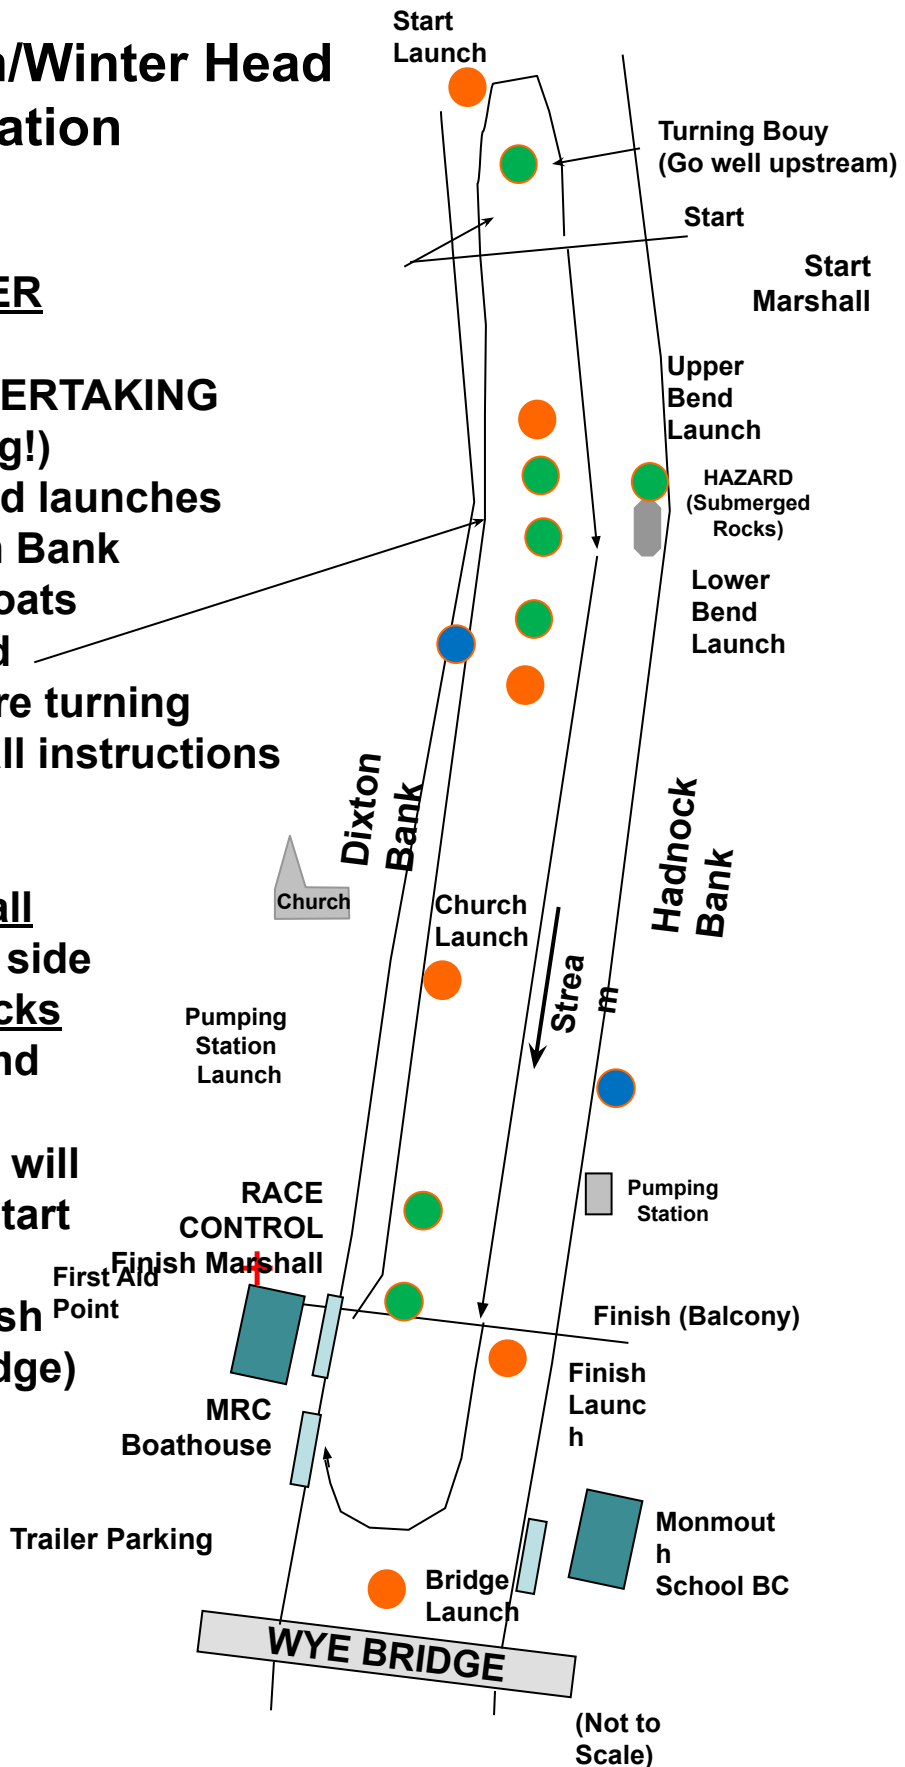 n/Winter Head
ation
ER
ERTAKING
g!)
d launches
n Bank
oats
d
re turning
all instructions
all
side
cks
nd
will
tart
sh
dge)
Start
Launch
Turning Bouy
(Go well upstream)
Start
Start
Marshall
Upper
Bend
Launch
HAZARD
(Submerged
Rocks)
Lower
Bend
Launch
Dixton
Bank
Hadnock
Bank
Church
Church
Launch
Strea
m
Pumping
Station
Launch
Pumping
Station
RACE
CONTROL
Finish Marshall
First Aid
Point
Finish (Balcony)
Finish
Launc
h
MRC
Boathouse
Trailer Parking
Monmout
h
School BC
Bridge
Launch
WYE BRIDGE
(Not to
Scale)